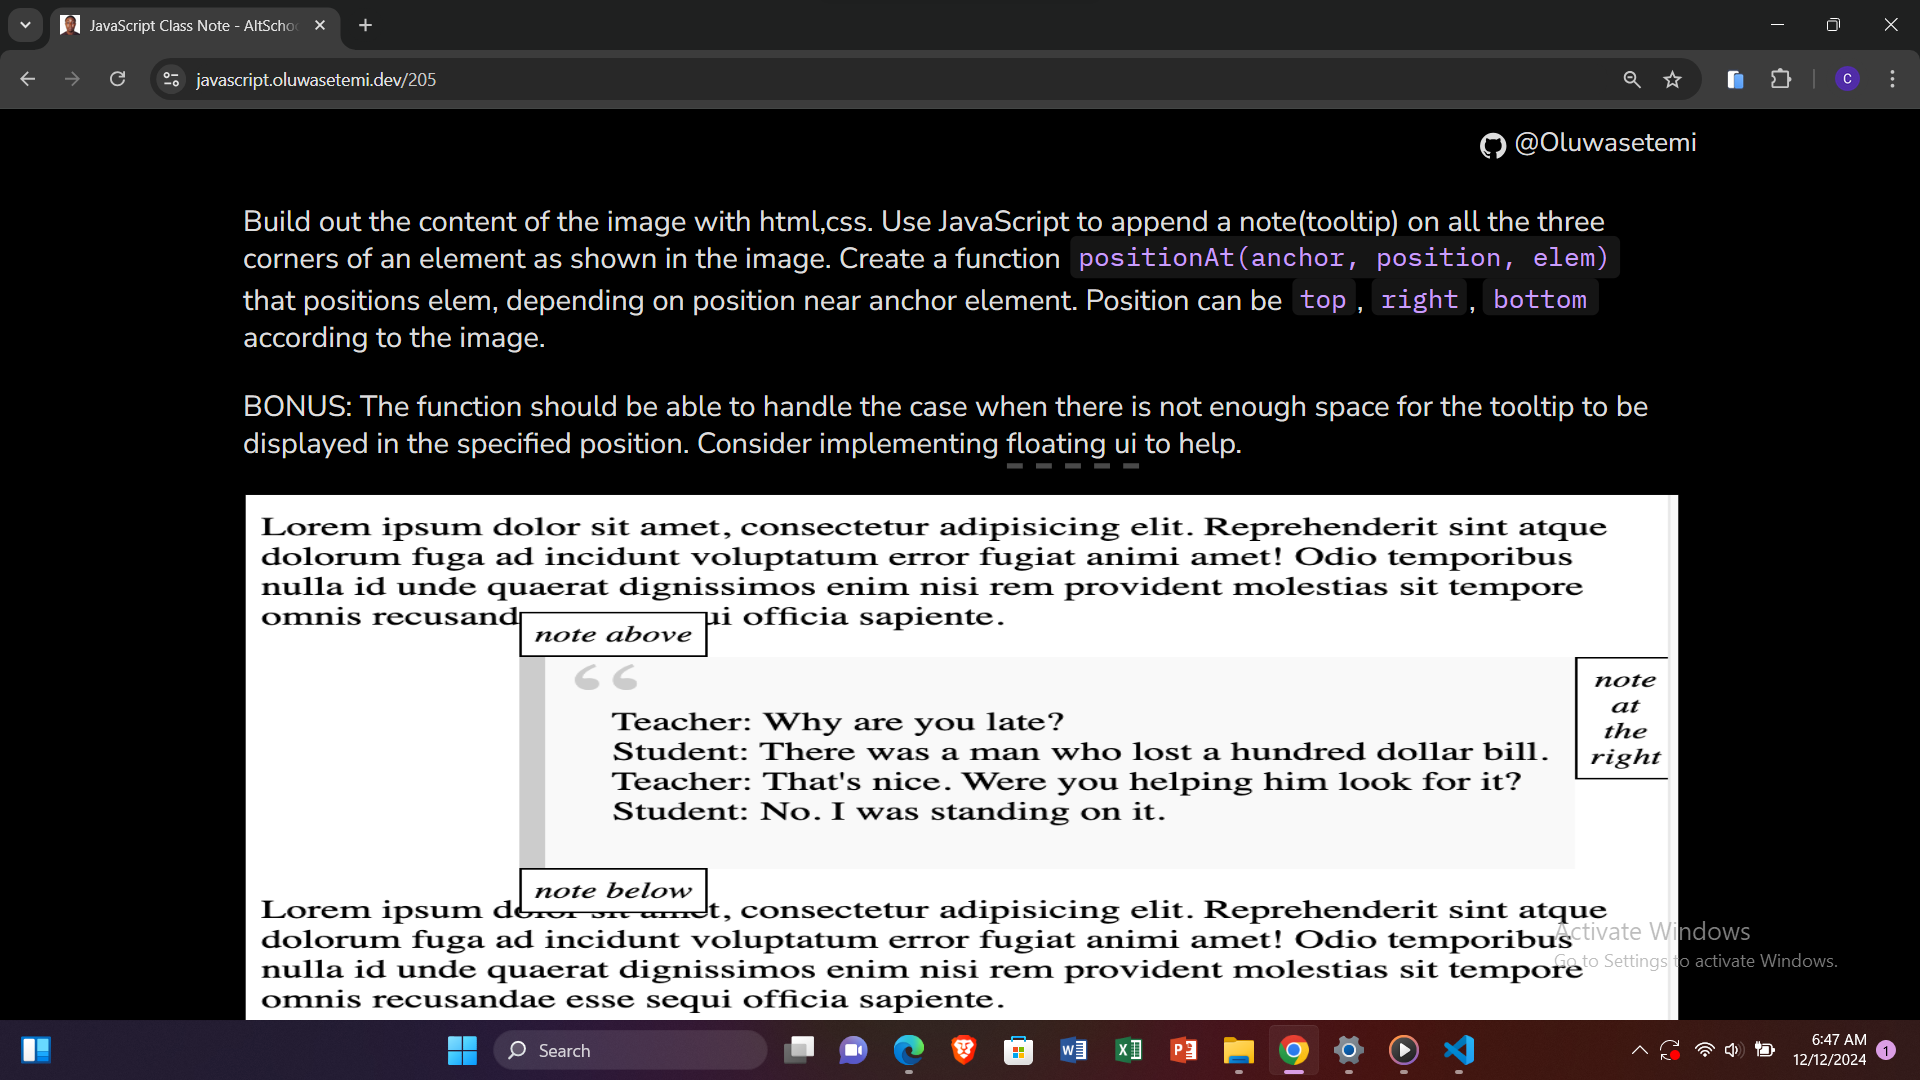 JavaScript Class Note - AltScho
javascript.oluwasetemi.dev/205
C
@Oluwasetemi
Build out the content of the image with html,css. Use JavaScript to append a note(tooltip) on all the three
corners of an element as shown in the image. Create a function positionAt(anchor, position, elem)
that positions elem, depending on position near anchor element. Position can be top, right, bottom
according to the image.
BONUS: The function should be able to handle the case when there is not enough space for the tooltip to be
displayed in the specified position. Consider implementing floating ui to help.
Lorem ipsum dolor sit amet, consectetur adipisicing elit. Reprehenderit sint atque
dolorum fuga ad incidunt voluptatum error fugiat animi amet! Odio temporibus
nulla id unde quaerat dignissimos enim nisi rem provident molestias sit tempore
omnis recusand ui officia sapiente.
note above
“
Teacher: Why are you late?
Student: There was a man who lost a hundred dollar bill.
Teacher: That's nice. Were you helping him look for it?
Student: No. I was standing on it.
note
at
the
right
note below
Lorem ipsum dolor sit amet, consectetur adipisicing elit. Reprehenderit sint atque
dolorum fuga ad incidunt voluptatum error fugiat animi amet! Odio temporibus
nulla id unde quaerat dignissimos enim nisi rem provident molestias sit tempore
omnis recusandae esse sequi officia sapiente.
Activate Windows
Go to Settings to activate Windows.
Search
6:47 AM
12/12/2024
1